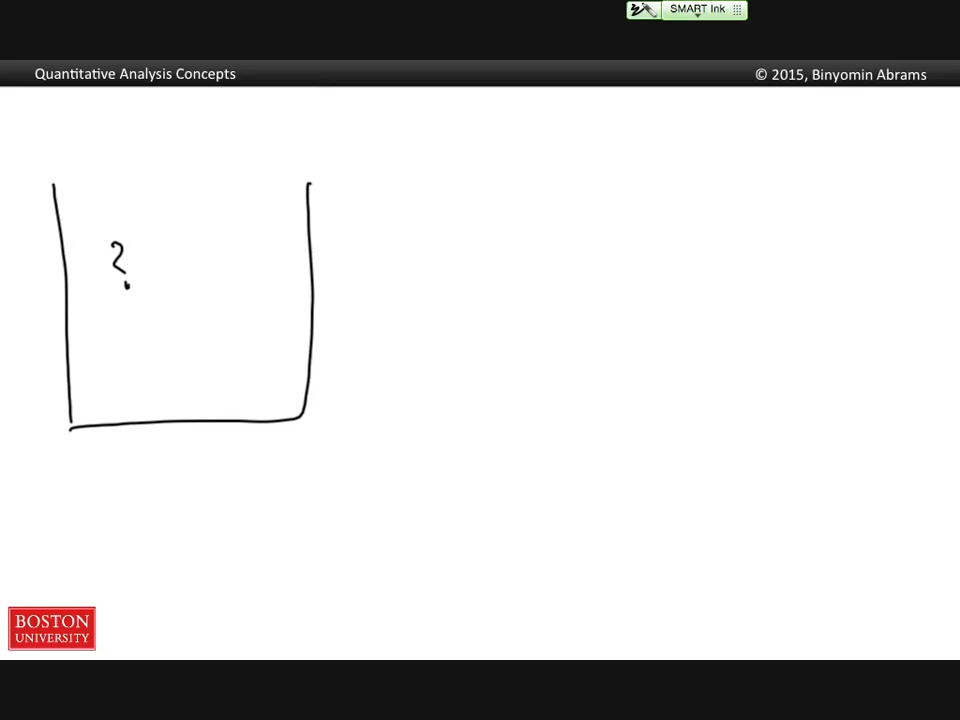 SMART Ink
Quantitative Analysis Concepts
© 2015, Binyomin Abrams
?
BOSTON
UNIVERSITY